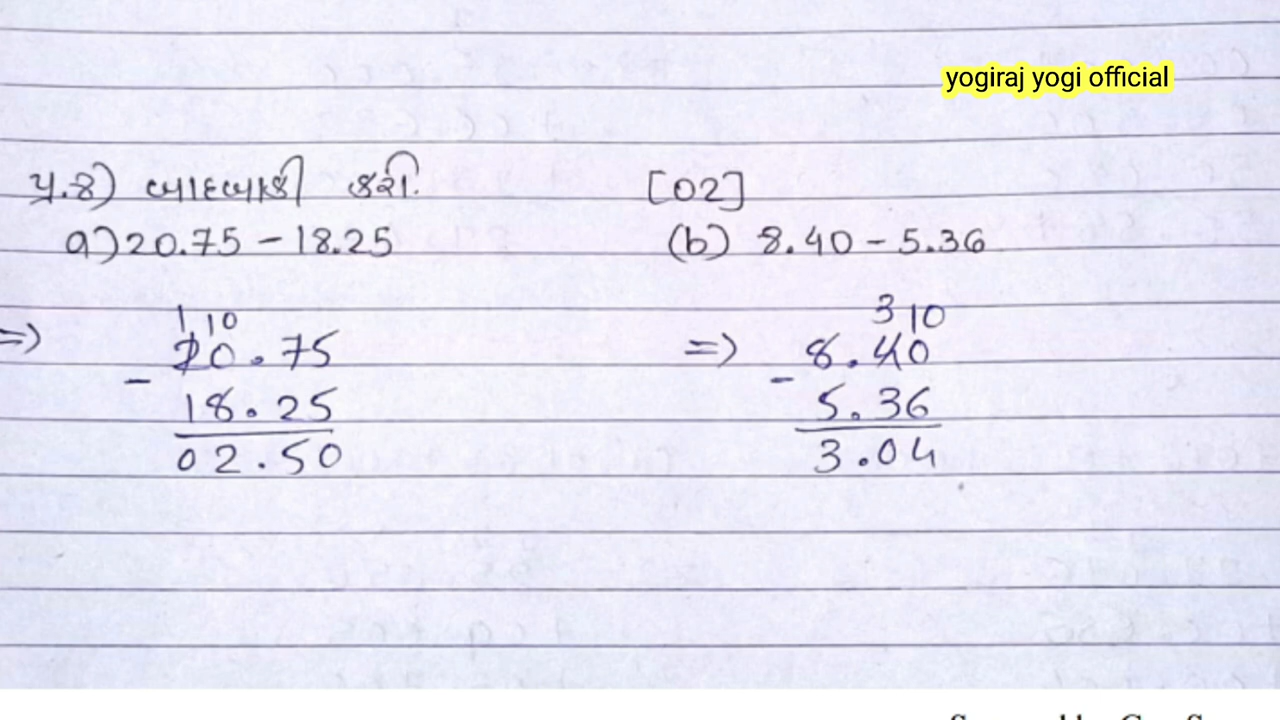 yogiraj yogi official
પ્ર.૪) બાદબાકી કરો. [02]
a) 20.75 - 18.25 (b) 8.40 - 5.36
1 10 3 10
=> 20.75 => 8.40
- 18.25 - 5.36
02.50 3.04